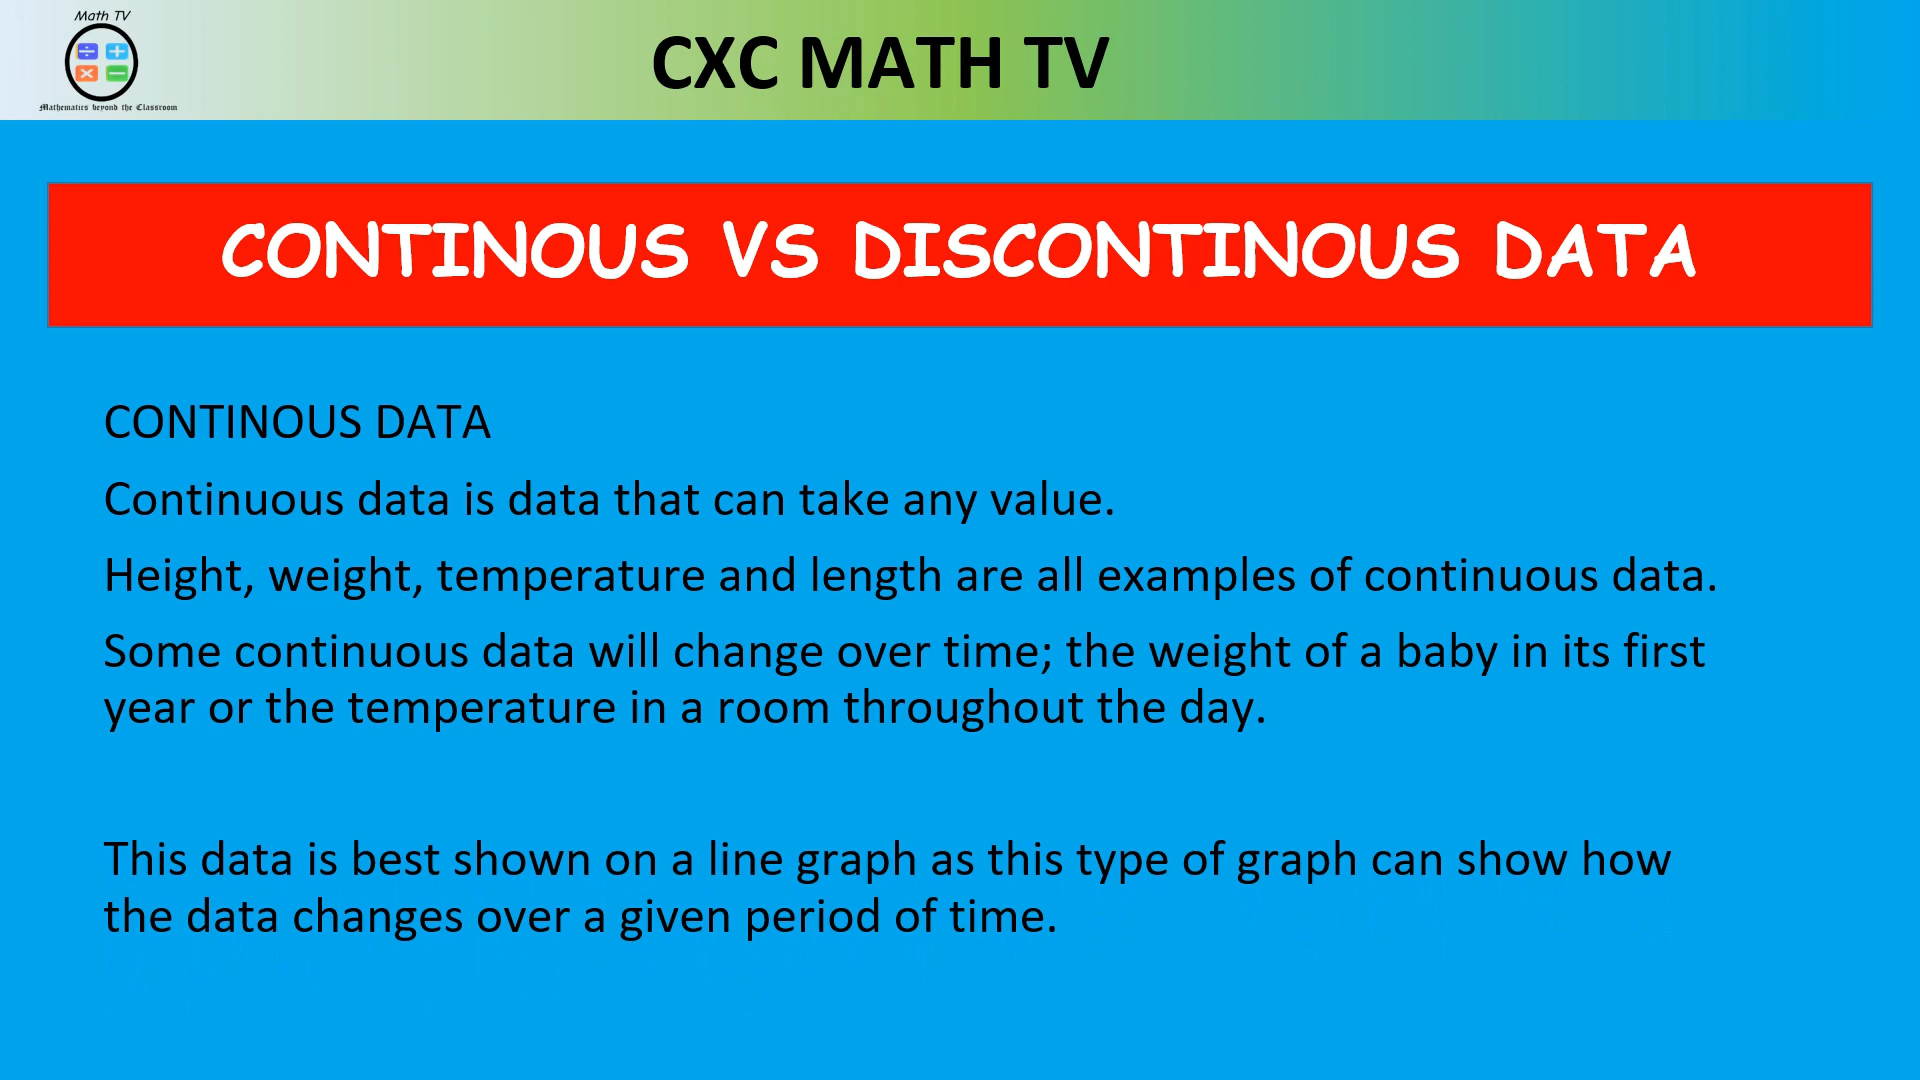 Math TV
Mathematics beyond the Classroom
CXC MATH TV
CONTINOUS VS DISCONTINOUS DATA
CONTINOUS DATA
Continuous data is data that can take any value.
Height, weight, temperature and length are all examples of continuous data.
Some continuous data will change over time; the weight of a baby in its first
year or the temperature in a room throughout the day.
This data is best shown on a line graph as this type of graph can show how
the data changes over a given period of time.